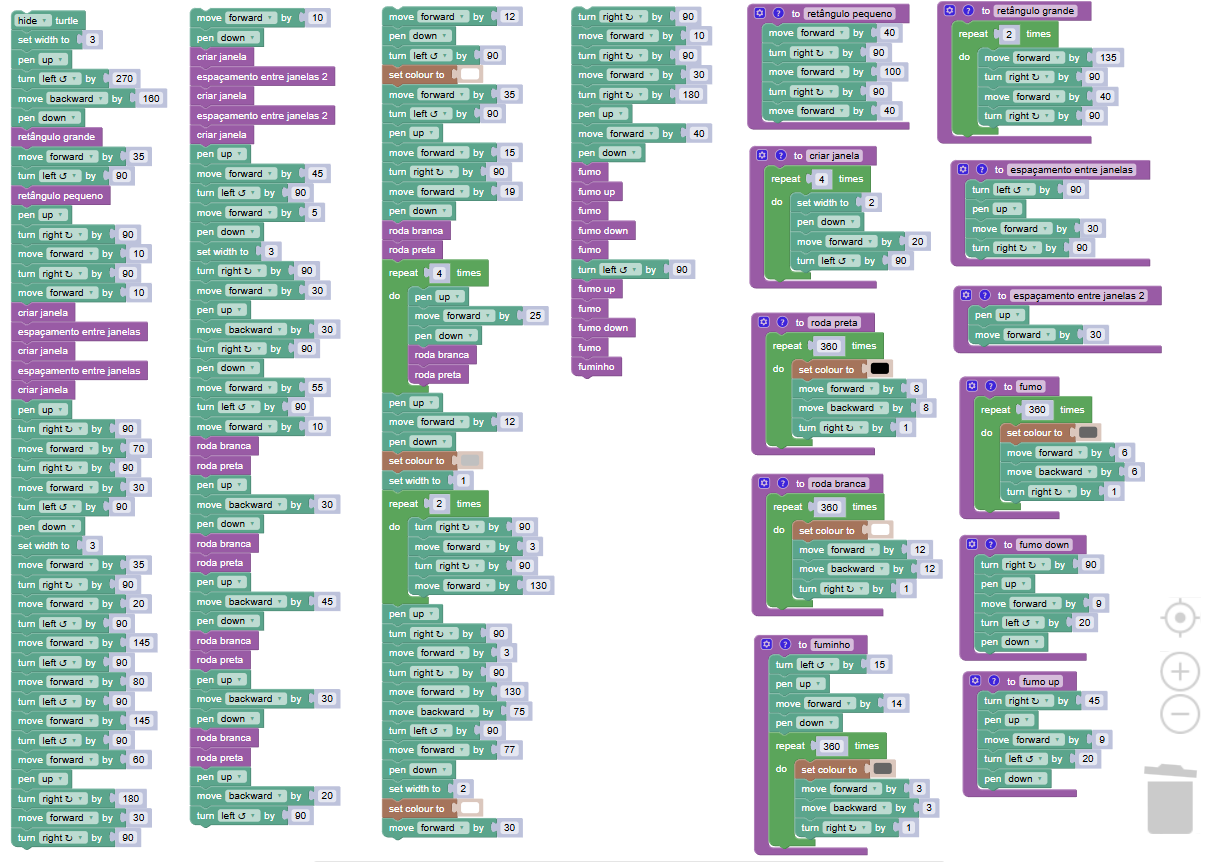 hide turtle
set width to 3
pen up
turn left ↺ by 270
move backward by 160
pen down
retângulo grande
move forward by 35
turn left ↺ by 90
retângulo pequeno
pen up
turn right ↻ by 90
move forward by 10
turn right ↻ by 90
move forward by 10
criar janela
espaçamento entre janelas
criar janela
espaçamento entre janelas
criar janela
pen up
turn right ↻ by 90
move forward by 70
turn right ↻ by 90
move forward by 30
turn left ↺ by 90
pen down
set width to 3
move forward by 35
turn right ↻ by 90
move forward by 20
turn left ↺ by 90
move forward by 145
turn left ↺ by 90
move forward by 80
turn left ↺ by 90
move forward by 145
turn left ↺ by 90
move forward by 60
pen up
turn right ↻ by 180
move forward by 30
turn right ↻ by 90
move forward by 10
pen down
criar janela
espaçamento entre janelas 2
criar janela
espaçamento entre janelas 2
criar janela
pen up
move forward by 45
turn left ↺ by 90
move forward by 5
pen down
set width to 3
turn right ↻ by 90
move forward by 30
pen up
move backward by 30
turn right ↻ by 90
pen down
move forward by 55
turn left ↺ by 90
move forward by 10
roda branca
roda preta
pen up
move backward by 30
pen down
roda branca
roda preta
pen up
move backward by 45
pen down
roda branca
roda preta
pen up
move backward by 30
pen down
roda branca
roda preta
pen up
move backward by 20
turn left ↺ by 90
move forward by 12
pen down
turn left ↺ by 90
set colour to
move forward by 35
turn left ↺ by 90
pen up
move forward by 15
turn right ↻ by 90
move forward by 19
pen down
roda branca
roda preta
repeat 4 times
do pen up
move forward by 25
pen down
roda branca
roda preta
pen up
move forward by 12
pen down
set colour to
set width to 1
repeat 2 times
do turn right ↻ by 90
move forward by 3
turn right ↻ by 90
move forward by 130
pen up
turn right ↻ by 90
move forward by 3
turn right ↻ by 90
move forward by 130
move backward by 75
turn left ↺ by 90
move forward by 77
pen down
set width to 2
set colour to
move forward by 30
turn right ↻ by 90
move forward by 10
turn right ↻ by 90
move forward by 30
turn right ↻ by 180
pen up
move forward by 40
pen down
fumo
fumo up
fumo
fumo down
fumo
turn left ↺ by 90
fumo up
fumo
fumo down
fumo
fuminho
? to retângulo pequeno
move forward by 40
turn right ↻ by 90
move forward by 100
turn right ↻ by 90
move forward by 40
? to criar janela
repeat 4 times
do set width to 2
pen down
move forward by 20
turn left ↺ by 90
? to roda preta
repeat 360 times
do set colour to
move forward by 8
move backward by 8
turn right ↻ by 1
? to roda branca
repeat 360 times
do set colour to
move forward by 12
move backward by 12
turn right ↻ by 1
? to fuminho
turn left ↺ by 15
pen up
move forward by 14
pen down
repeat 360 times
do set colour to
move forward by 3
move backward by 3
turn right ↻ by 1
? to retângulo grande
repeat 2 times
do move forward by 135
turn right ↻ by 90
move forward by 40
turn right ↻ by 90
? to espaçamento entre janelas
turn left ↺ by 90
pen up
move forward by 30
turn right ↻ by 90
? to espaçamento entre janelas 2
pen up
move forward by 30
? to fumo
repeat 360 times
do set colour to
move forward by 6
move backward by 6
turn right ↻ by 1
? to fumo down
turn right ↻ by 90
pen up
move forward by 9
turn left ↺ by 20
pen down
? to fumo up
turn right ↻ by 45
pen up
move forward by 9
turn left ↺ by 20
pen down